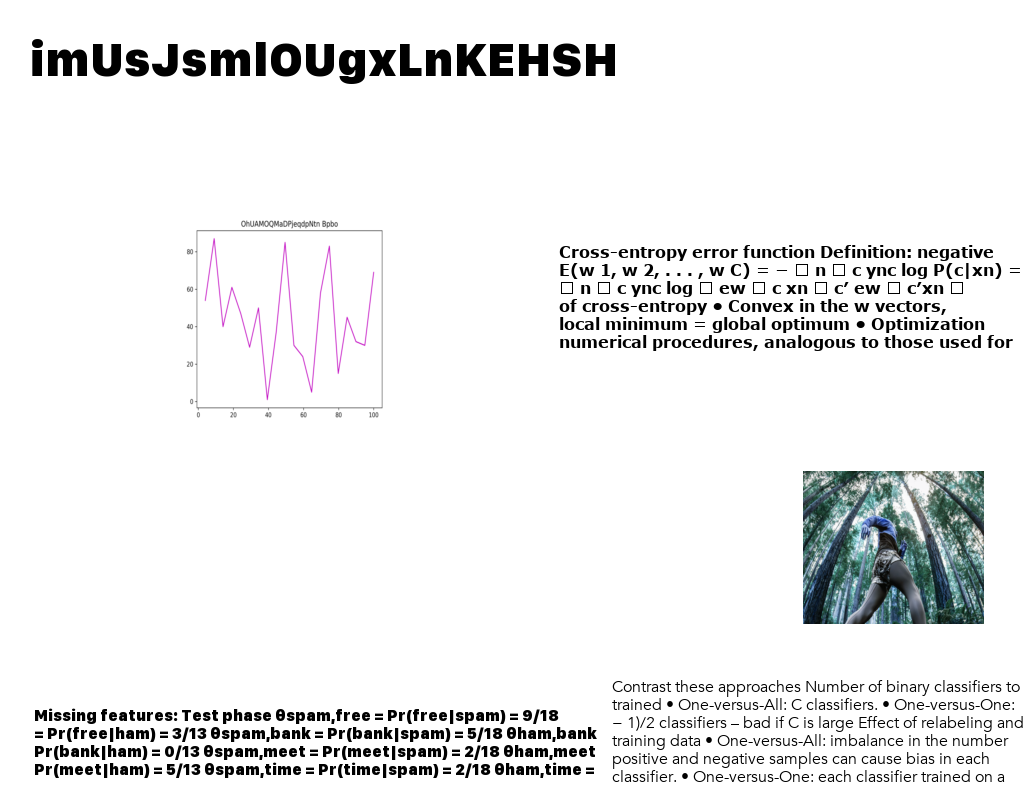 imUsJsmlOUgxLnKEHSH
OhUAMOQMaDPjeqdpNtn Bpbo
80
60
40
20
0
0 20 40 60 80 100
Cross-entropy error function Definition: negative
E(w 1, w 2, . . . , w C) = − □ n □ c ync log P(c|xn) =
□ n □ c ync log □ ew □ c xn □ c′ ew □ c′xn □
of cross-entropy • Convex in the w vectors,
local minimum = global optimum • Optimization
numerical procedures, analogous to those used for
Missing features: Test phase θspam,free = Pr(free|spam) = 9/18
= Pr(free|ham) = 3/13 θspam,bank = Pr(bank|spam) = 5/18 θham,bank
Pr(bank|ham) = 0/13 θspam,meet = Pr(meet|spam) = 2/18 θham,meet
Pr(meet|ham) = 5/13 θspam,time = Pr(time|spam) = 2/18 θham,time =
Contrast these approaches Number of binary classifiers to
trained • One-versus-All: C classifiers. • One-versus-One:
− 1)/2 classifiers – bad if C is large Effect of relabeling and
training data • One-versus-All: imbalance in the number
positive and negative samples can cause bias in each
classifier. • One-versus-One: each classifier trained on a